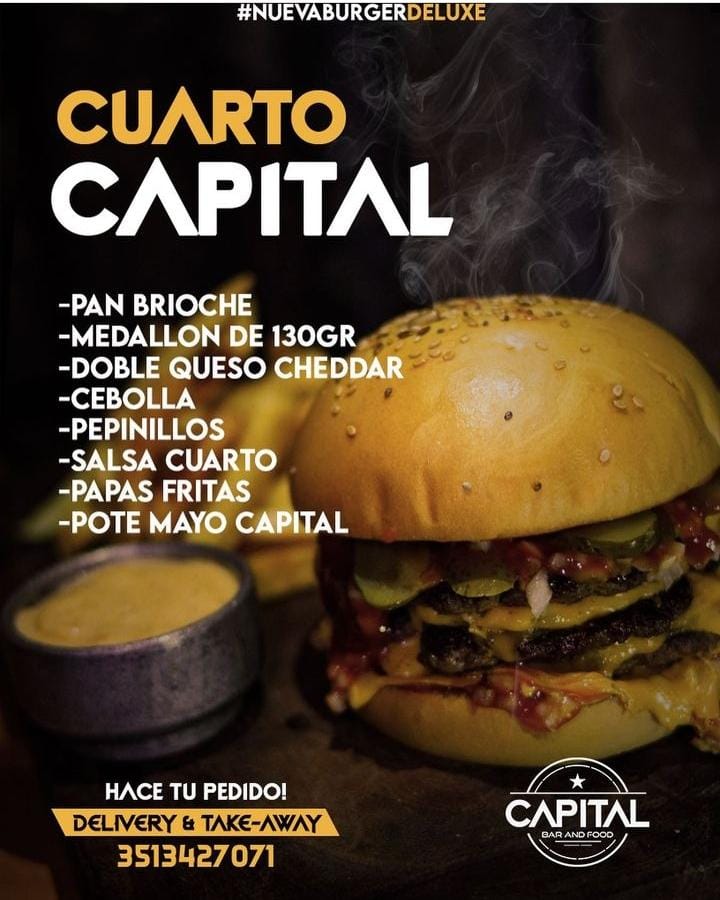 #NUEVABURGERDELUXE
CUARTO
CAPITAL
-PAN BRIOCHE
-MEDALLON DE 130GR
-DOBLE QUESO CHEDDAR
-CEBOLLA
-PEPINILLOS
-SALSA CUARTO
-PAPAS FRITAS
-POTE MAYO CAPITAL
HACE TU PEDIDO!
DELIVERY & TAKE-AWAY
3513427071
CAPITAL
BAR AND FOOD